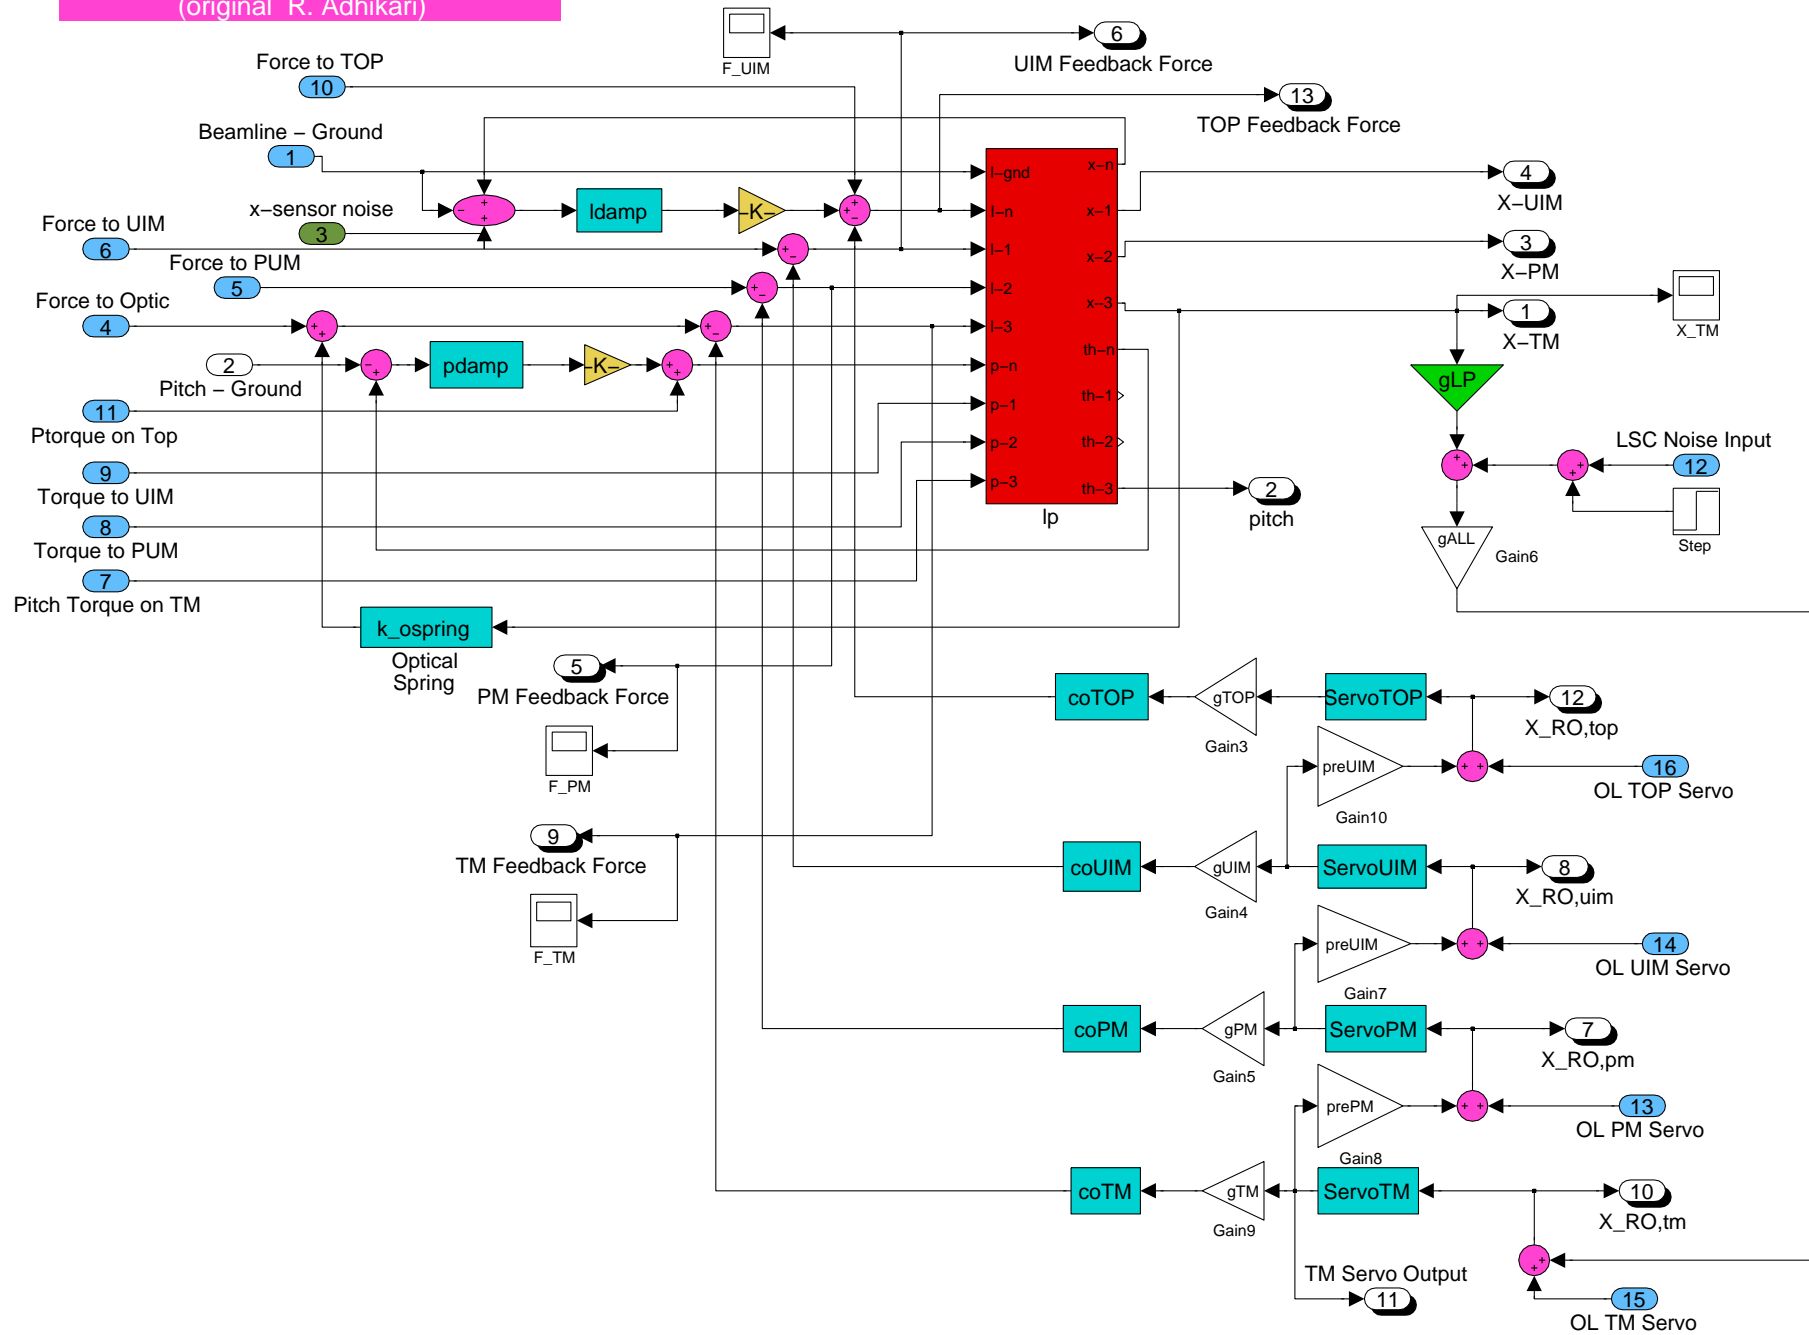 (original R. Adhikari)
F_UIM
6
UIM Feedback Force
Force to TOP
10
13
TOP Feedback Force
Beamline – Ground
1
x–sensor noise
3
– + +
ldamp
–K–
+ –
Force to UIM
6
+ –
Force to PUM
5
+ –
Force to Optic
4
+ +
+ –
2
Pitch – Ground
– +
pdamp
–K–
+ +
11
Ptorque on Top
9
Torque to UIM
8
Torque to PUM
7
Pitch Torque on TM
l–gnd
l–n
l–1
l–2
l–3
p–n
p–1
p–2
p–3
x–n
x–1
x–2
x–3
th–n
th–1
th–2
th–3
lp
4
X–UIM
3
X–PM
1
X–TM
X_TM
gLP
2
pitch
LSC Noise Input
12
+ +
+ +
Step
gALL
Gain6
k_ospring
Optical
Spring
5
PM Feedback Force
F_PM
9
TM Feedback Force
F_TM
coTOP
gTOP
Gain3
ServoTOP
12
X_RO,top
preUIM
Gain10
+ +
16
OL TOP Servo
coUIM
gUIM
Gain4
ServoUIM
8
X_RO,uim
preUIM
Gain7
+ +
14
OL UIM Servo
coPM
gPM
Gain5
ServoPM
7
X_RO,pm
prePM
Gain8
+ +
13
OL PM Servo
coTM
gTM
Gain9
ServoTM
10
X_RO,tm
+ +
TM Servo Output
11
15
OL TM Servo